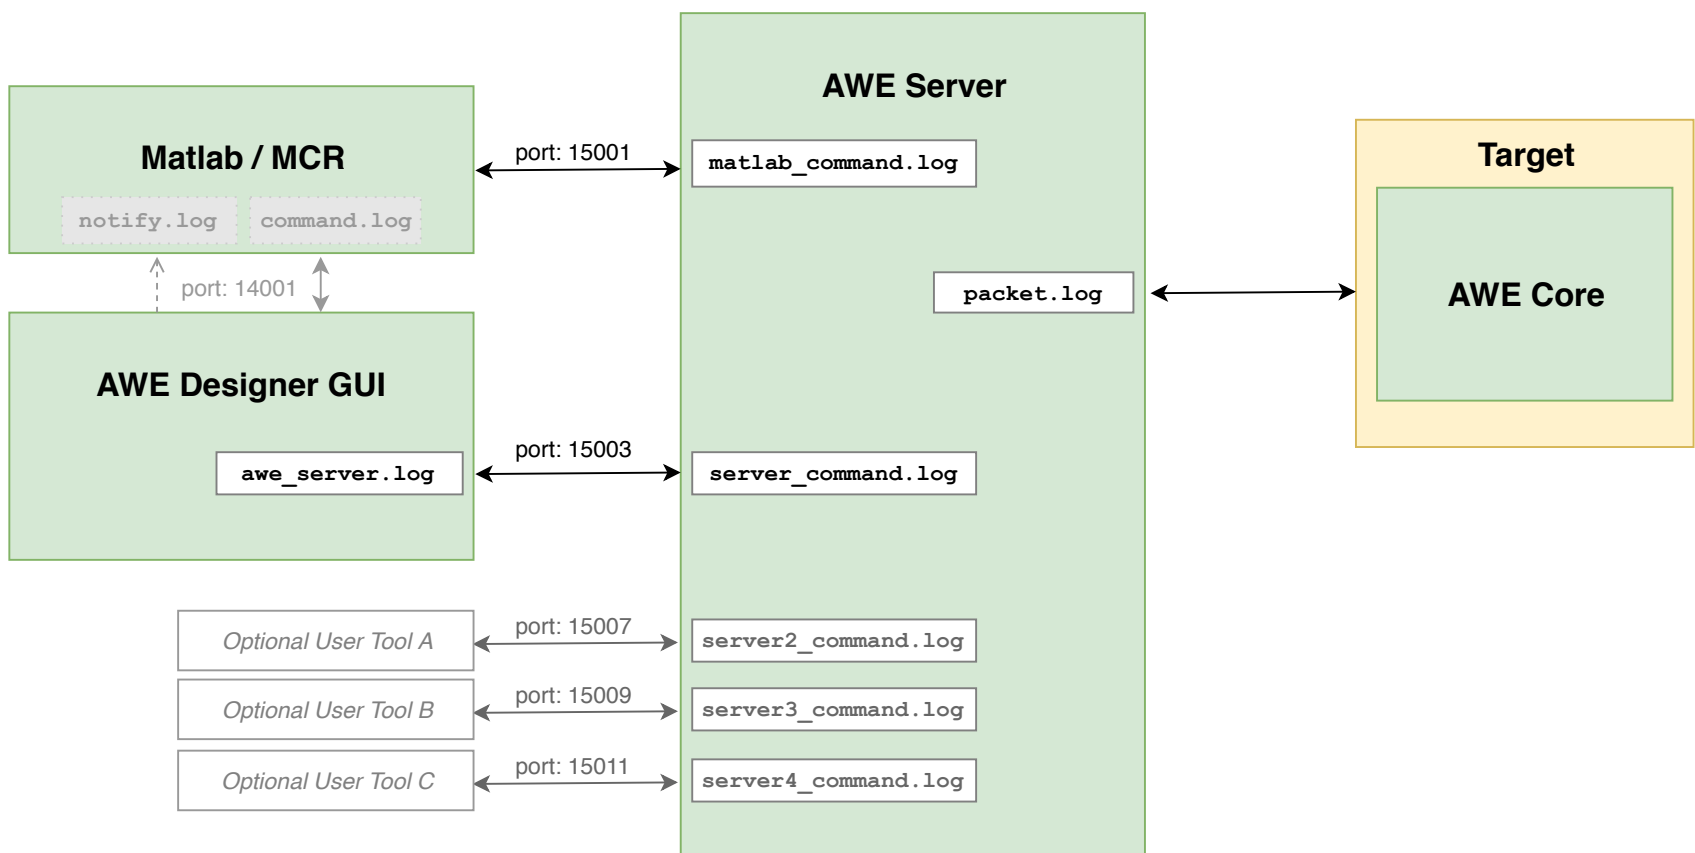 AWE Server
Matlab / MCR
port: 15001
matlab_command.log
Target
notify.log
command.log
port: 14001
packet.log
AWE Core
AWE Designer GUI
port: 15003
awe_server.log
server_command.log
Optional User Tool A
port: 15007
server2_command.log
Optional User Tool B
port: 15009
server3_command.log
Optional User Tool C
port: 15011
server4_command.log